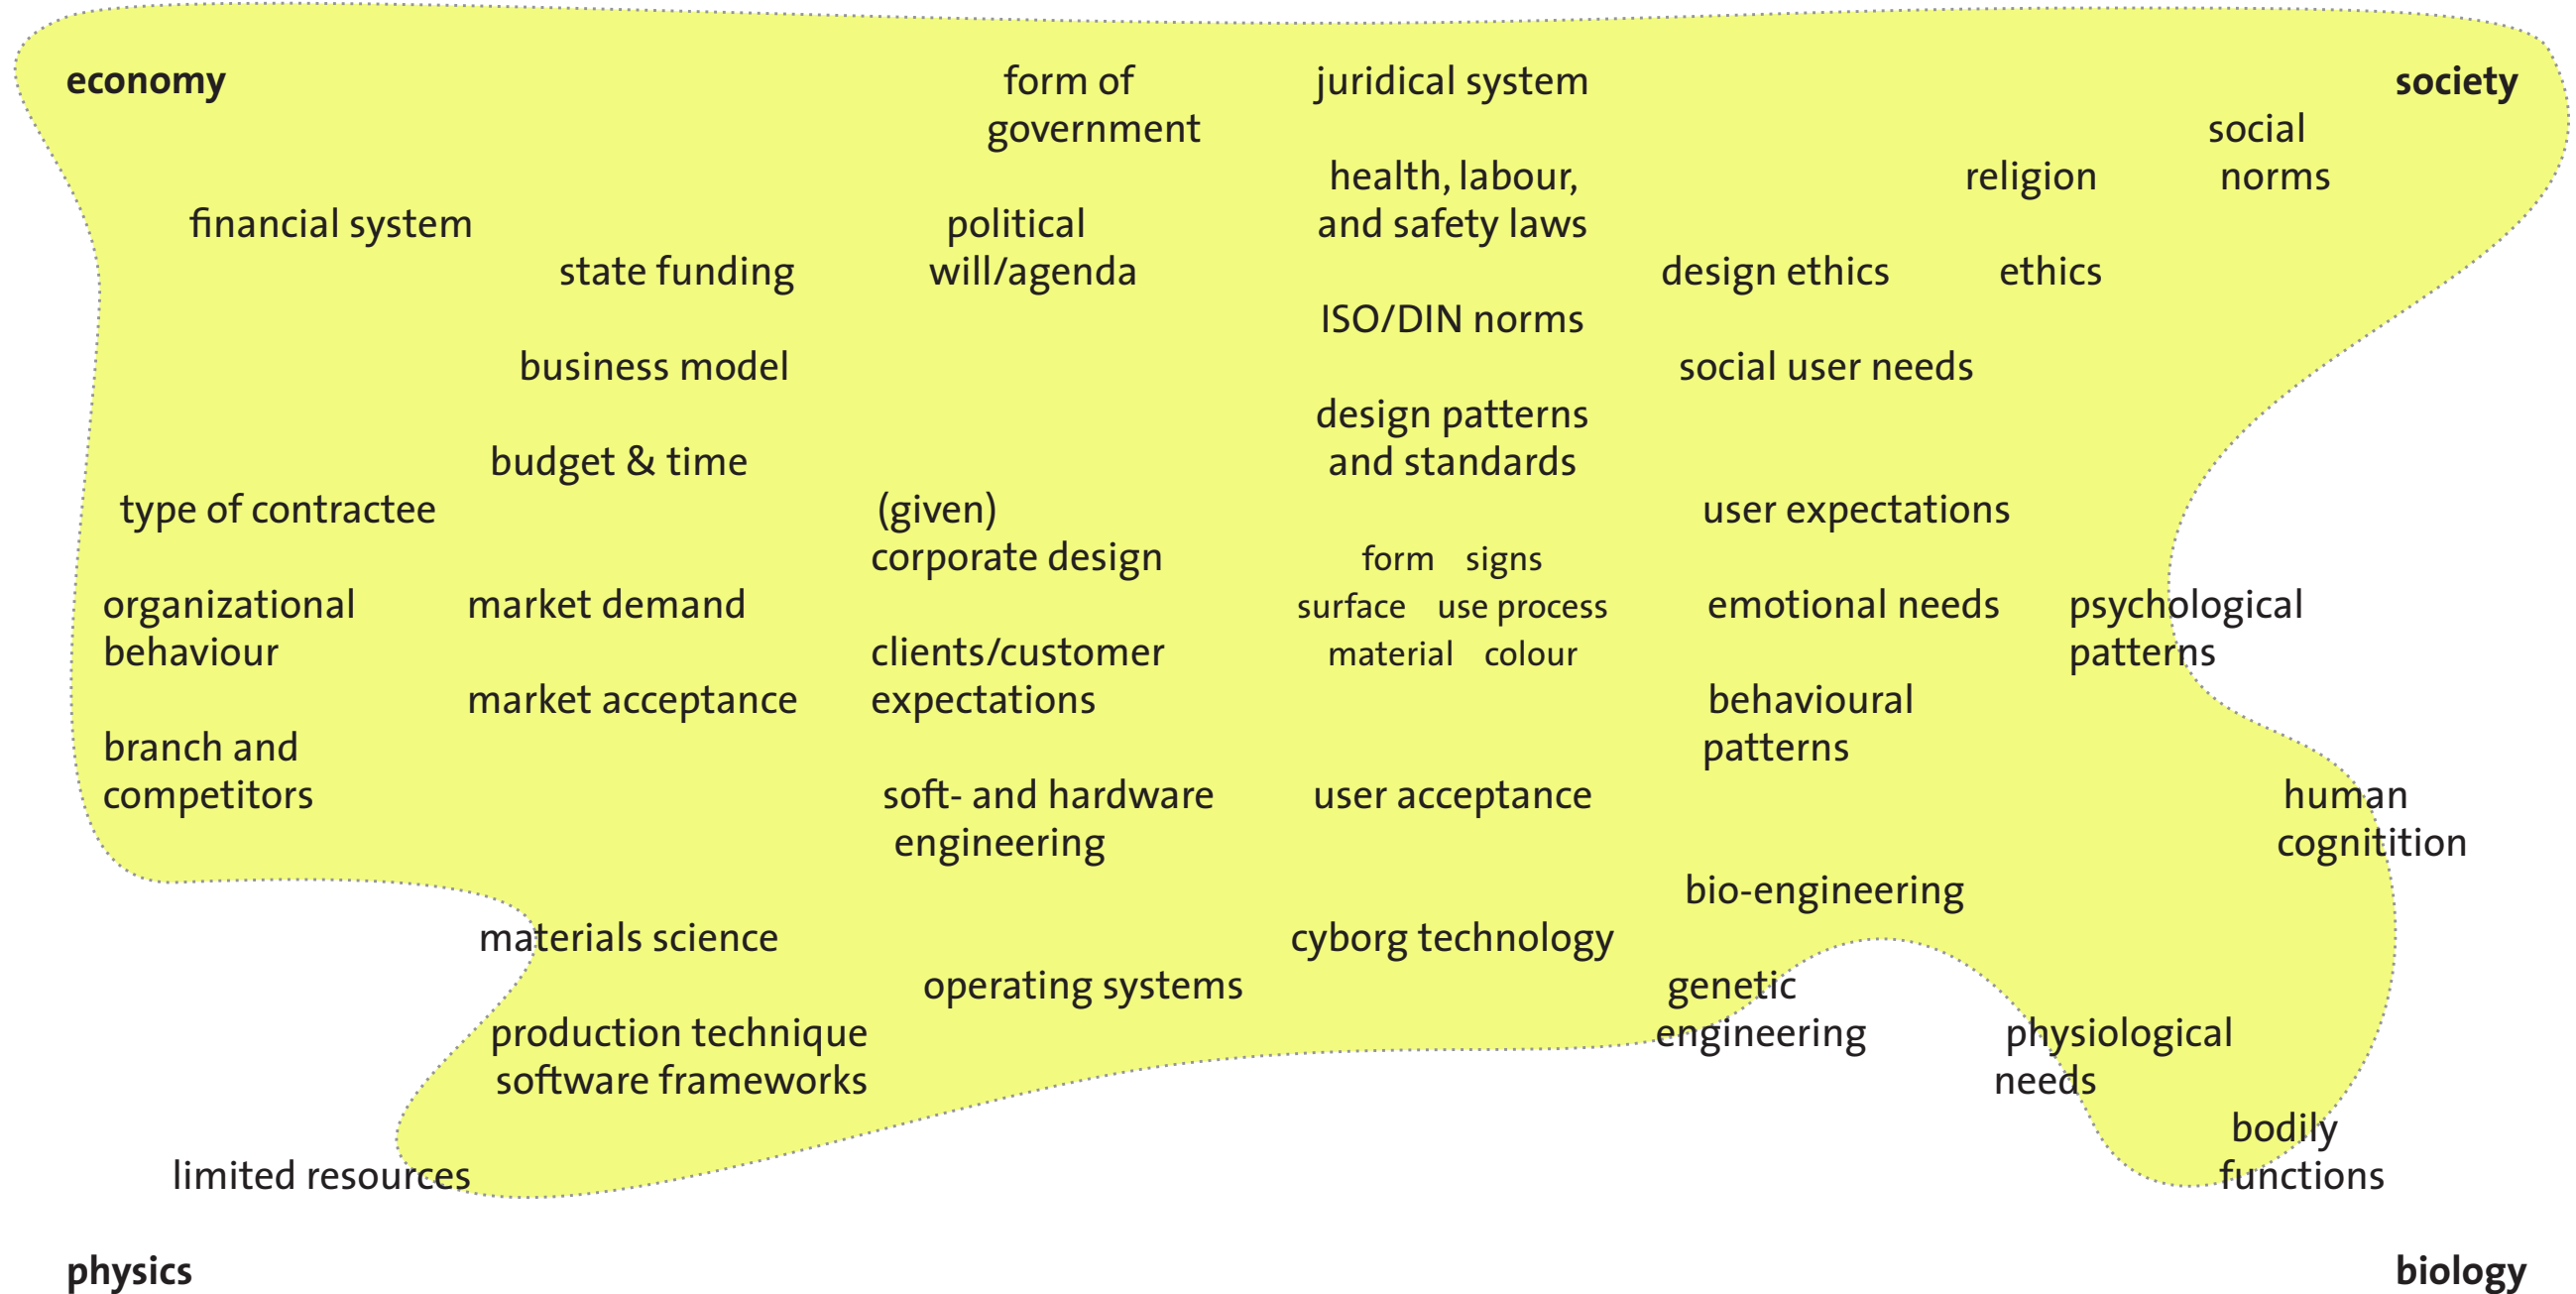 economy
form of
government
juridical system
society
social
norms
religion
health, labour,
and safety laws
financial system
political
will/agenda
state funding
design ethics
ethics
ISO/DIN norms
business model
social user needs
design patterns
and standards
budget & time
type of contractee
(given)
corporate design
user expectations
form signs
surface use process
material colour
organizational
behaviour
market demand
emotional needs
psychological
patterns
clients/customer
expectations
market acceptance
behavioural
patterns
branch and
competitors
soft- and hardware
engineering
user acceptance
human
cognitition
bio-engineering
materials science
cyborg technology
operating systems
genetic
engineering
production technique
software frameworks
physiological
needs
bodily
functions
limited resources
physics
biology